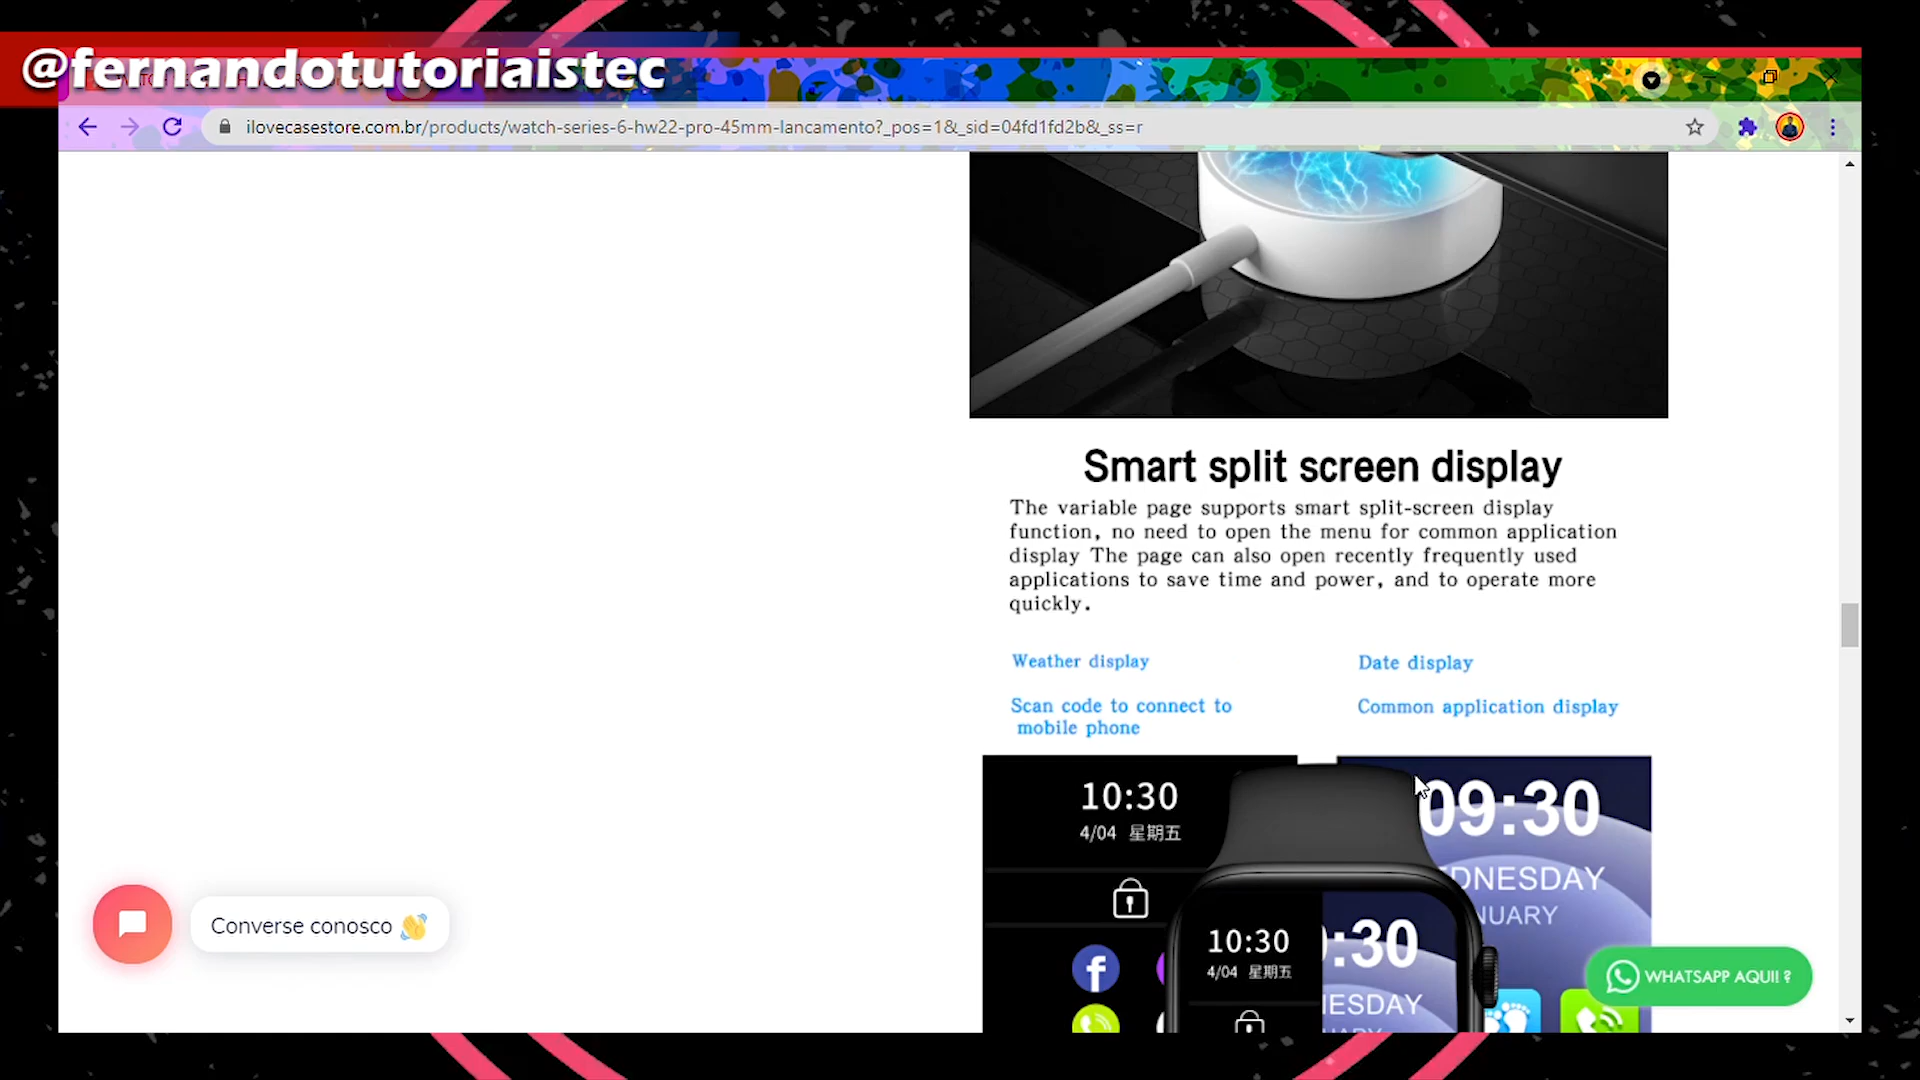 @fernandotutoriaistec
ilovecasestore.com.br/products/watch-series-6-hw22-pro-45mm-lancamento?_pos=1&_sid=04fd1fd2b&_ss=r
Smart split screen display
The variable page supports smart split-screen display
function, no need to open the menu for common application
display The page can also open recently frequently used
applications to save time and power, and to operate more
quickly.
Weather display
Date display
Scan code to connect to
mobile phone
Common application display
10:30
4/04 星期五
09:30
DNESDAY
NUARY
10:30
4/04 星期五
:30
NESDAY
Converse conosco 👋
WHATSAPP AQUI! ?